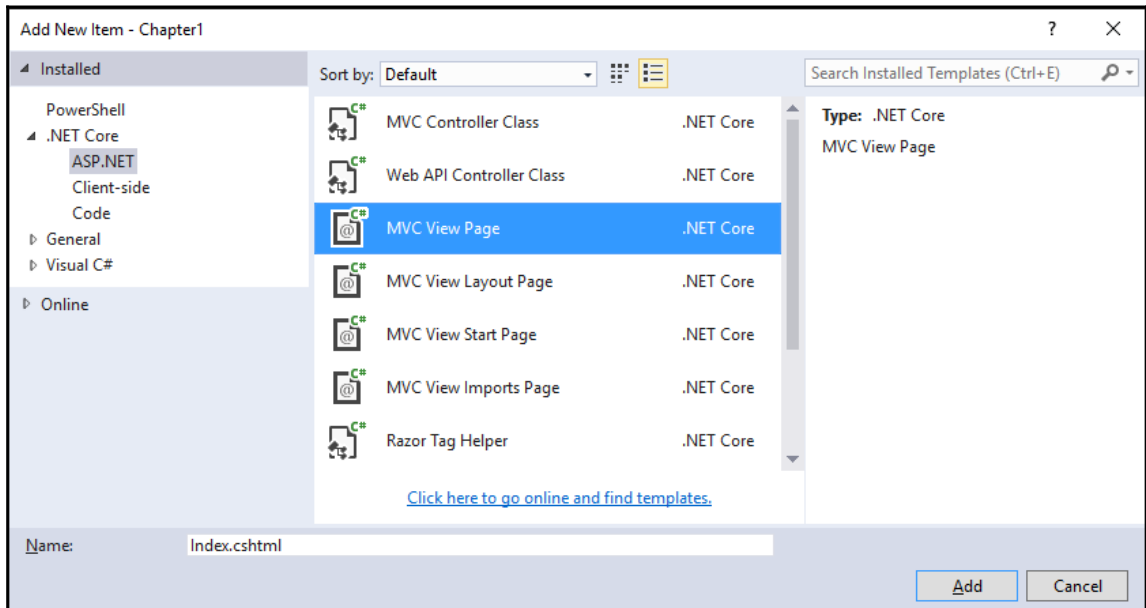 Add New Item - Chapter1 ? ×
Installed
PowerShell
.NET Core
ASP.NET
Client-side
Code
General
Visual C#
Online
Sort by: Default
Search Installed Templates (Ctrl+E)
C# MVC Controller Class .NET Core
C# Web API Controller Class .NET Core
C# @ MVC View Page .NET Core
C# @ MVC View Layout Page .NET Core
C# @ MVC View Start Page .NET Core
C# @ MVC View Imports Page .NET Core
C# Razor Tag Helper .NET Core
Click here to go online and find templates.
Type: .NET Core
MVC View Page
Name: Index.cshtml
Add Cancel